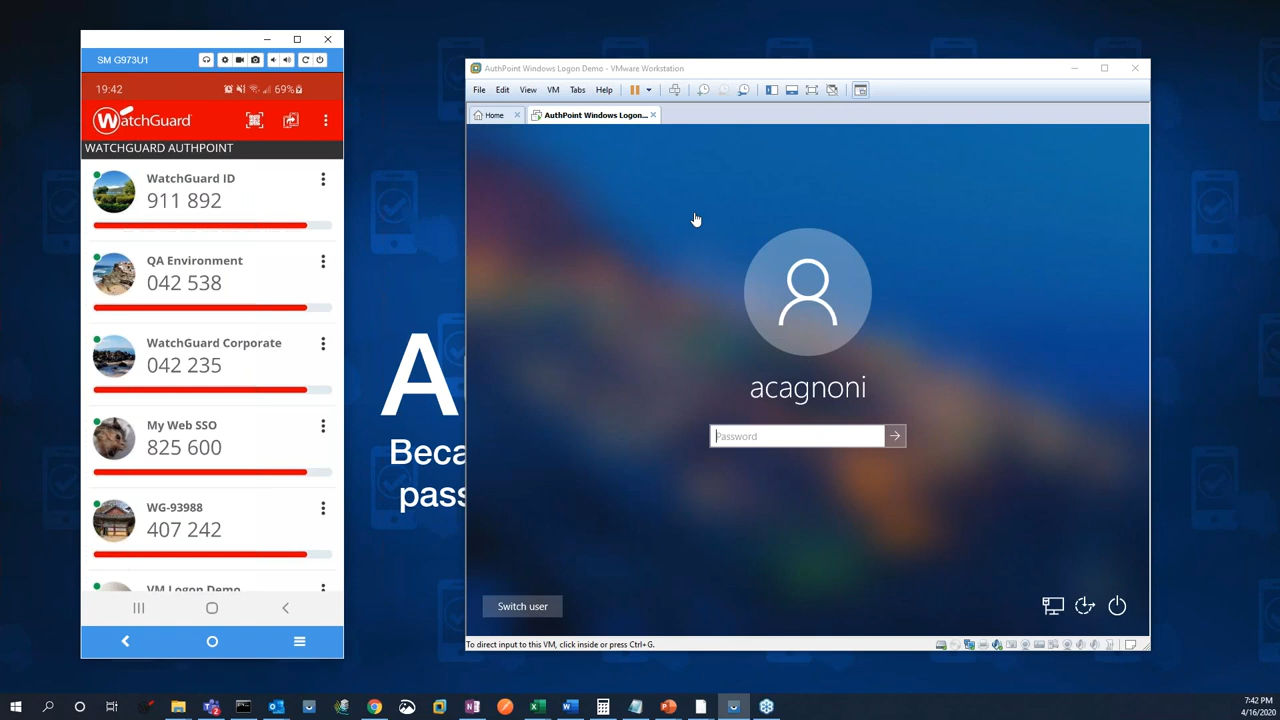 SM G973U1
19:42
69%
WatchGuard
WATCHGUARD AUTHPOINT
WatchGuard ID
911 892
QA Environment
042 538
WatchGuard Corporate
042 235
My Web SSO
825 600
WG-93988
407 242
VM Logon Demo
A
Beca
pass
AuthPoint Windows Logon Demo - VMware Workstation
File Edit View VM Tabs Help
Home
AuthPoint Windows Logon...
acagnoni
Password
Switch user
To direct input to this VM, click inside or press Ctrl+G.
7:42 PM
4/16/2020